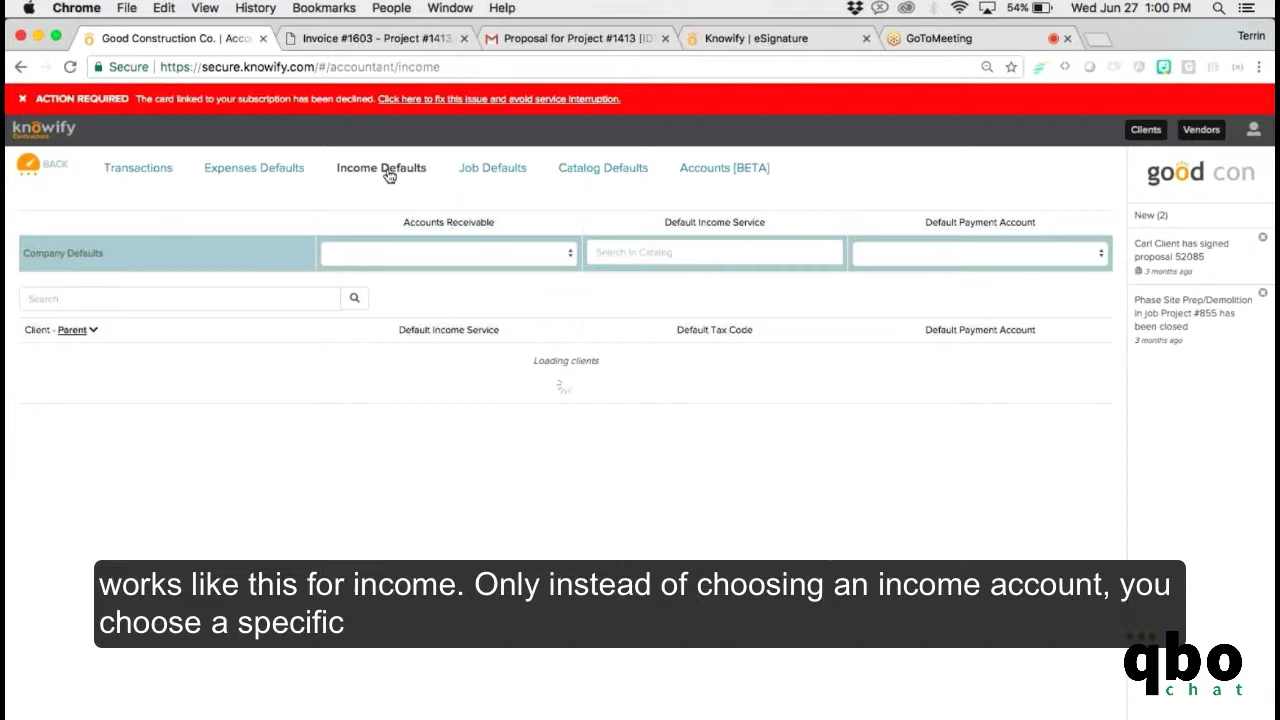 Chrome File Edit View History Bookmarks People Window Help 54% Wed Jun 27 1:00 PM
Good Construction Co. | Acco Invoice #1603 - Project #1413 Proposal for Project #1413 [ID Knowify | eSignature GoToMeeting Terrin
Secure https://secure.knowify.com/#/accountant/income
ACTION REQUIRED The card linked to your subscription has been declined. Click here to fix this issue and avoid service interruption.
knowify Clients Vendors
BACK Transactions Expenses Defaults Income Defaults Job Defaults Catalog Defaults Accounts [BETA]
good con
Accounts Receivable Default Income Service Default Payment Account
Company Defaults Search in Catalog
Search
Client - Parent Default Income Service Default Tax Code Default Payment Account
Loading clients
New (2)
Carl Client has signed
proposal 52085
3 months ago
Phase Site Prep/Demolition
in job Project #855 has
been closed
3 months ago
works like this for income. Only instead of choosing an income account, you
choose a specific
qbo
chat